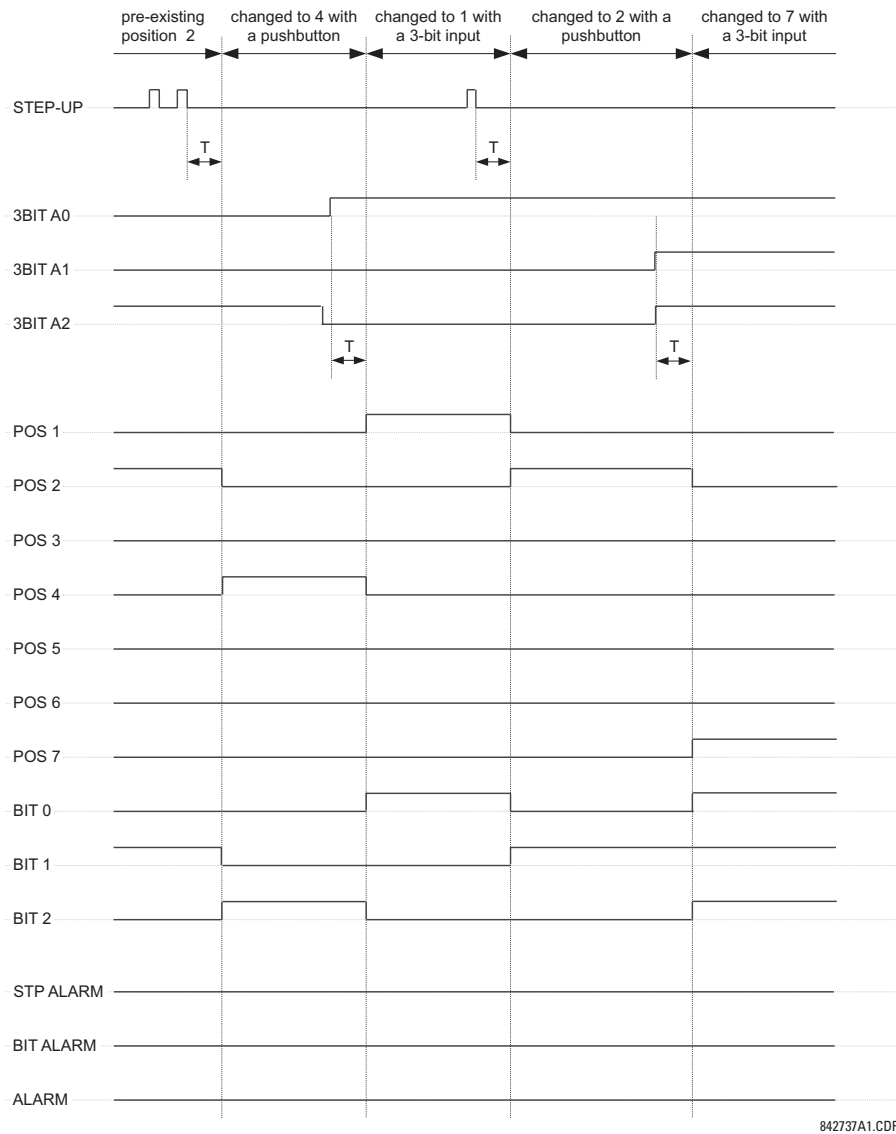 pre-existing
position 2
changed to 4 with
a pushbutton
changed to 1 with
a 3-bit input
changed to 2 with a
pushbutton
changed to 7 with
a 3-bit input
STEP-UP
T
T
3BIT A0
3BIT A1
3BIT A2
T
T
POS 1
POS 2
POS 3
POS 4
POS 5
POS 6
POS 7
BIT 0
BIT 1
BIT 2
STP ALARM
BIT ALARM
ALARM
842737A1.CDR